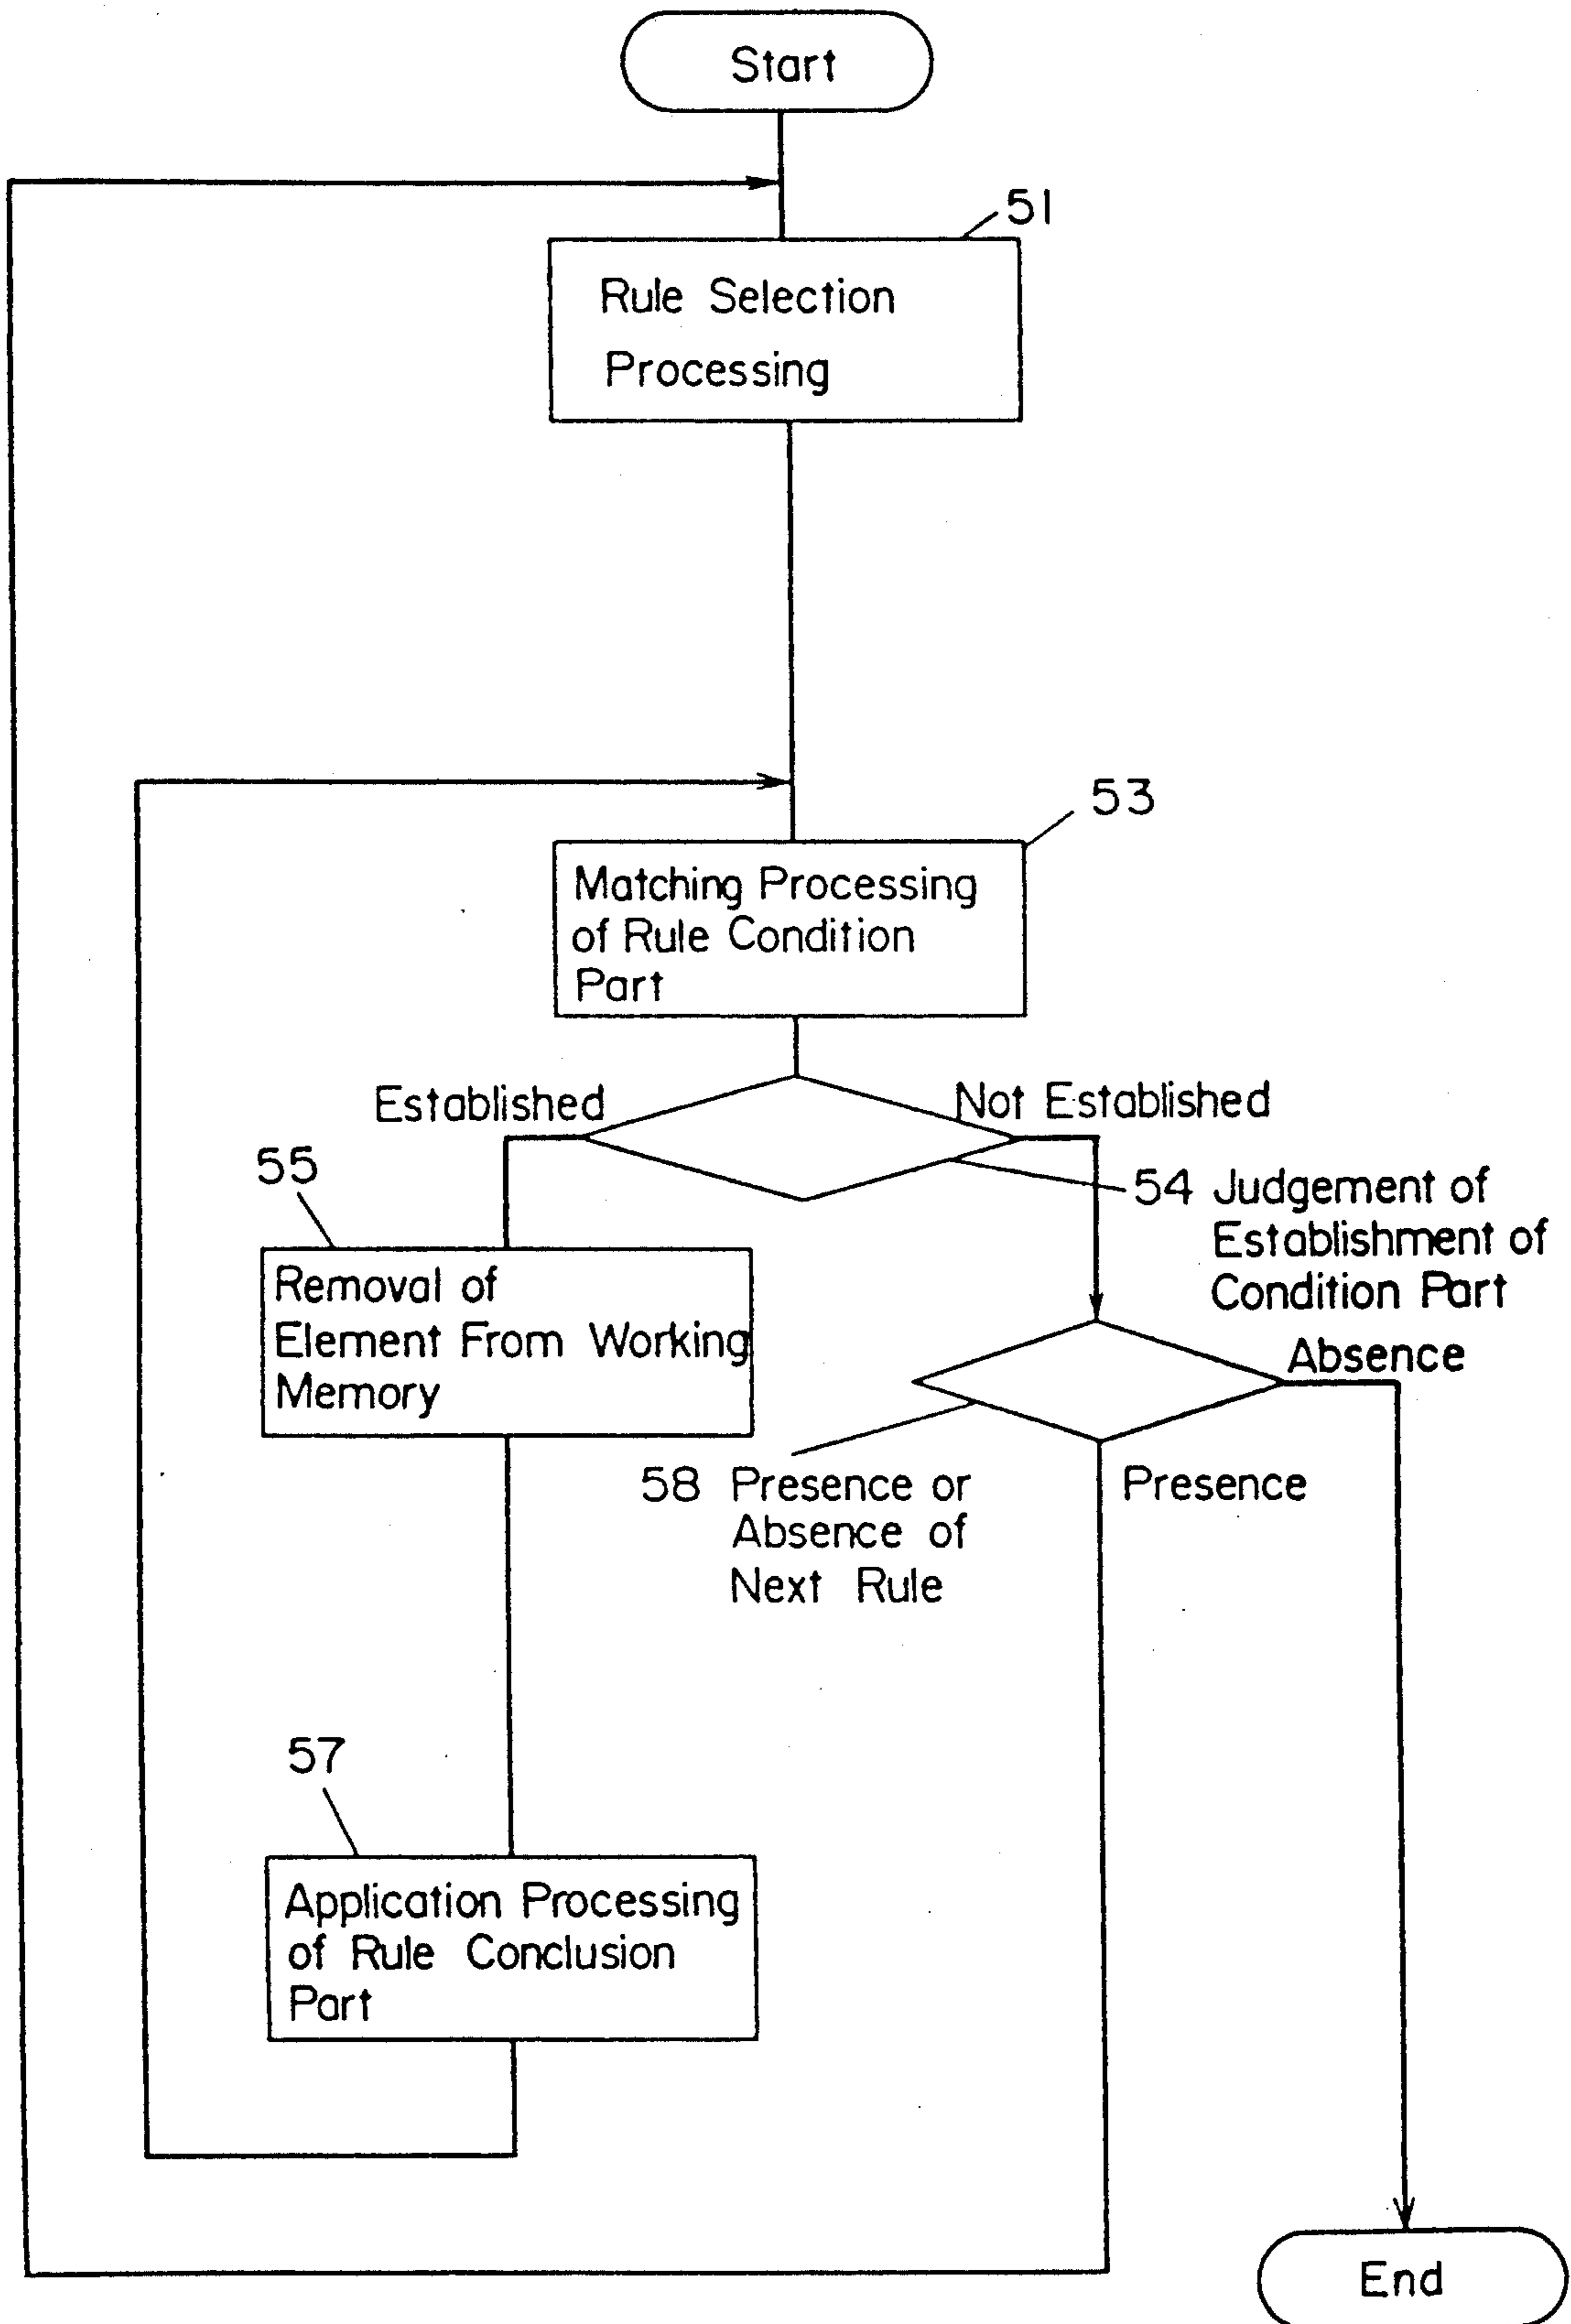 Start
51
Rule Selection
Processing
53
Matching Processing
of Rule Condition
Part
Established
Not Established
55
54 Judgement of
Establishment of
Condition Part
Removal of
Element From Working
Memory
Absence
58 Presence or
Absence of
Next Rule
Presence
57
Application Processing
of Rule Conclusion
Part
End